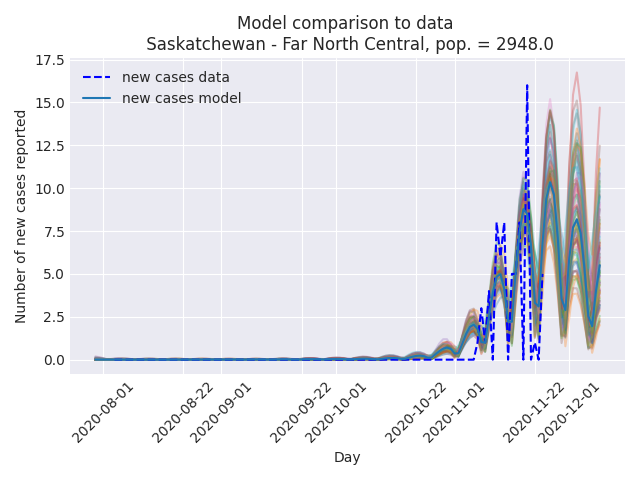 Model comparison to data
Saskatchewan - Far North Central, pop. = 2948.0
new cases data
new cases model
Number of new cases reported
17.5
15.0
12.5
10.0
7.5
5.0
2.5
0.0
2020-08-01
2020-08-22
2020-09-01
2020-09-22
2020-10-01
2020-10-22
2020-11-01
2020-11-22
2020-12-01
Day